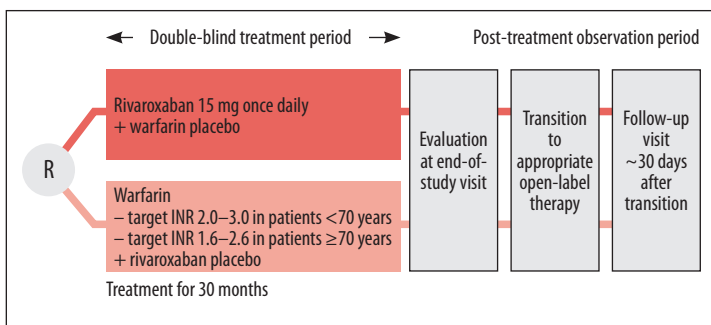 Double-blind treatment period
Post-treatment observation period
R
Rivaroxaban 15 mg once daily
+ warfarin placebo
Warfarin
– target INR 2.0–3.0 in patients <70 years
– target INR 1.6–2.6 in patients ≥70 years
+ rivaroxaban placebo
Treatment for 30 months
Evaluation
at end-of-
study visit
Transition
to
appropriate
open-label
therapy
Follow-up
visit
~30 days
after
transition